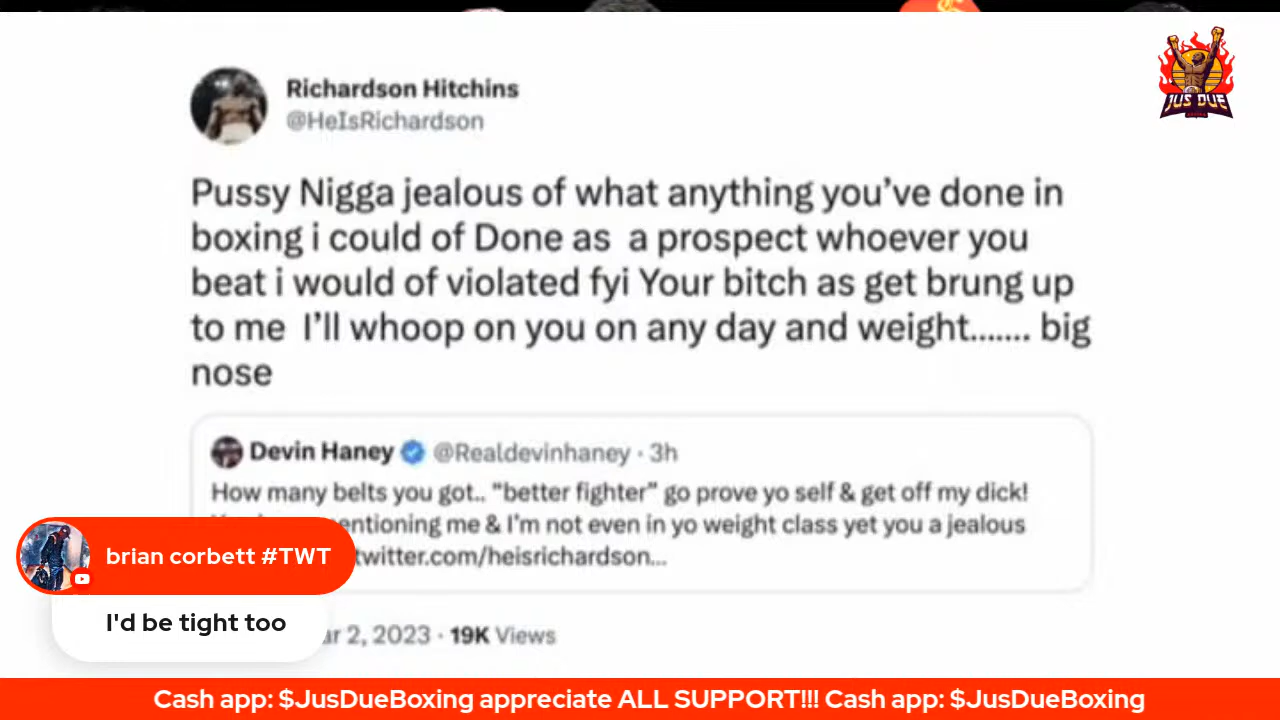 JUS DUE
Richardson Hitchins
@HeIsRichardson
Pussy Nigga jealous of what anything you've done in
boxing i could of Done as a prospect whoever you
beat i would of violated fyi Your bitch as get brung up
to me I'll whoop on you on any day and weight....... big
nose
Devin Haney @Realdevinhaney · 3h
How many belts you got.. "better fighter" go prove yo self & get off my dick!
entioning me & I'm not even in yo weight class yet you a jealous
twitter.com/heisrichardson...
brian corbett #TWT
I'd be tight too
ar 2, 2023 · 19K Views
Cash app: $JusDueBoxing appreciate ALL SUPPORT!!! Cash app: $JusDueBoxing